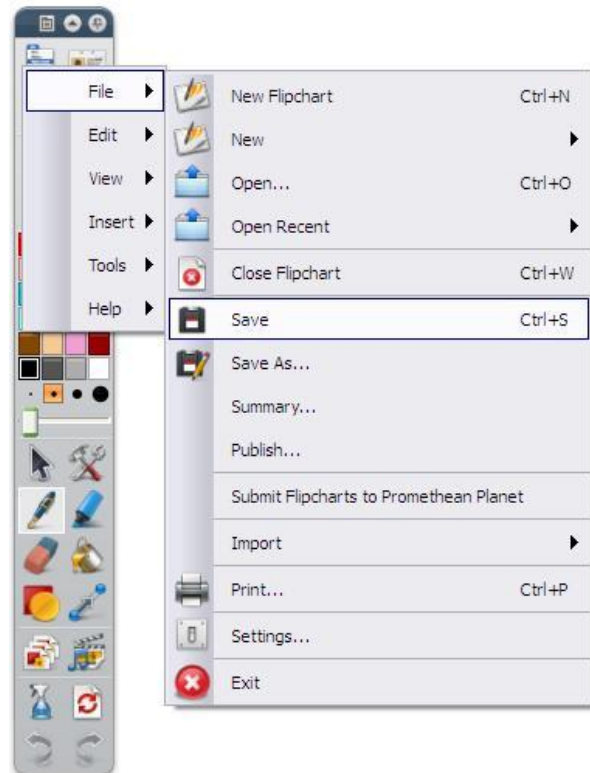 File
Edit
View
Insert
Tools
Help
New Flipchart Ctrl+N
New
Open... Ctrl+O
Open Recent
Close Flipchart Ctrl+W
Save Ctrl+S
Save As...
Summary...
Publish...
Submit Flipcharts to Promethean Planet
Import
Print... Ctrl+P
Settings...
Exit